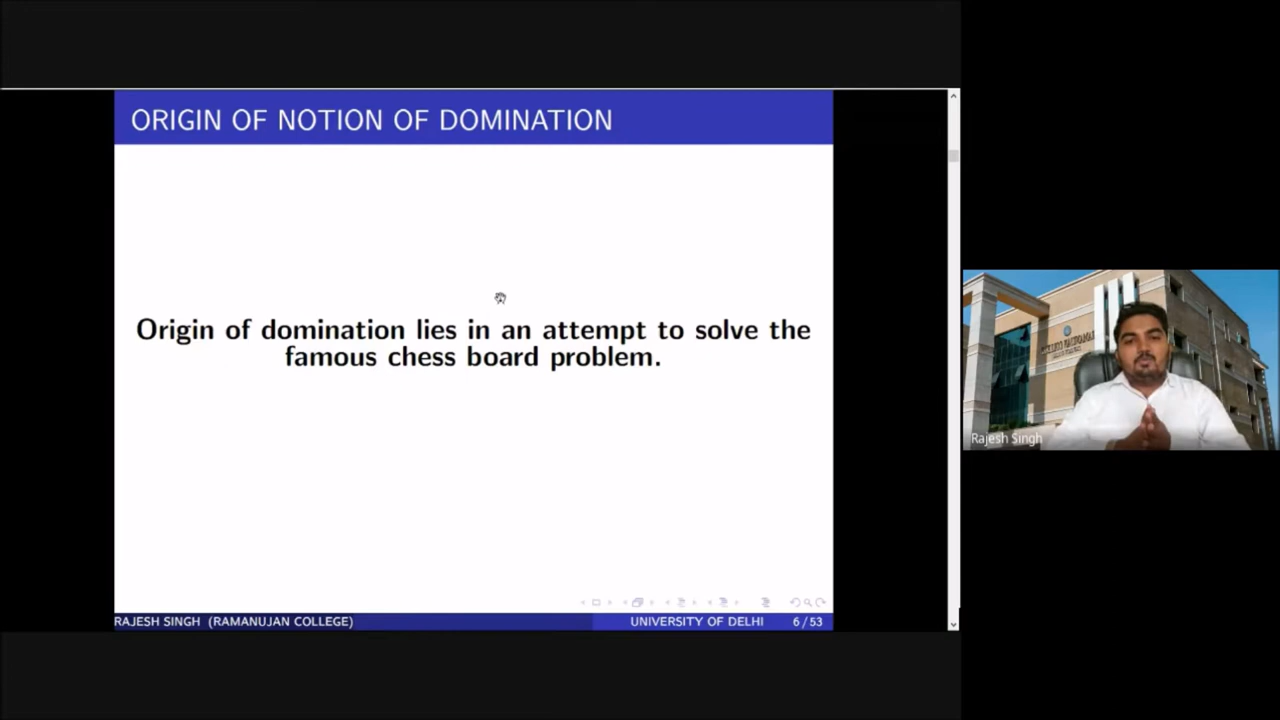 ORIGIN OF NOTION OF DOMINATION
Origin of domination lies in an attempt to solve the
famous chess board problem.
Rajesh Singh
RAJESH SINGH (RAMANUJAN COLLEGE)
UNIVERSITY OF DELHI
6 / 53